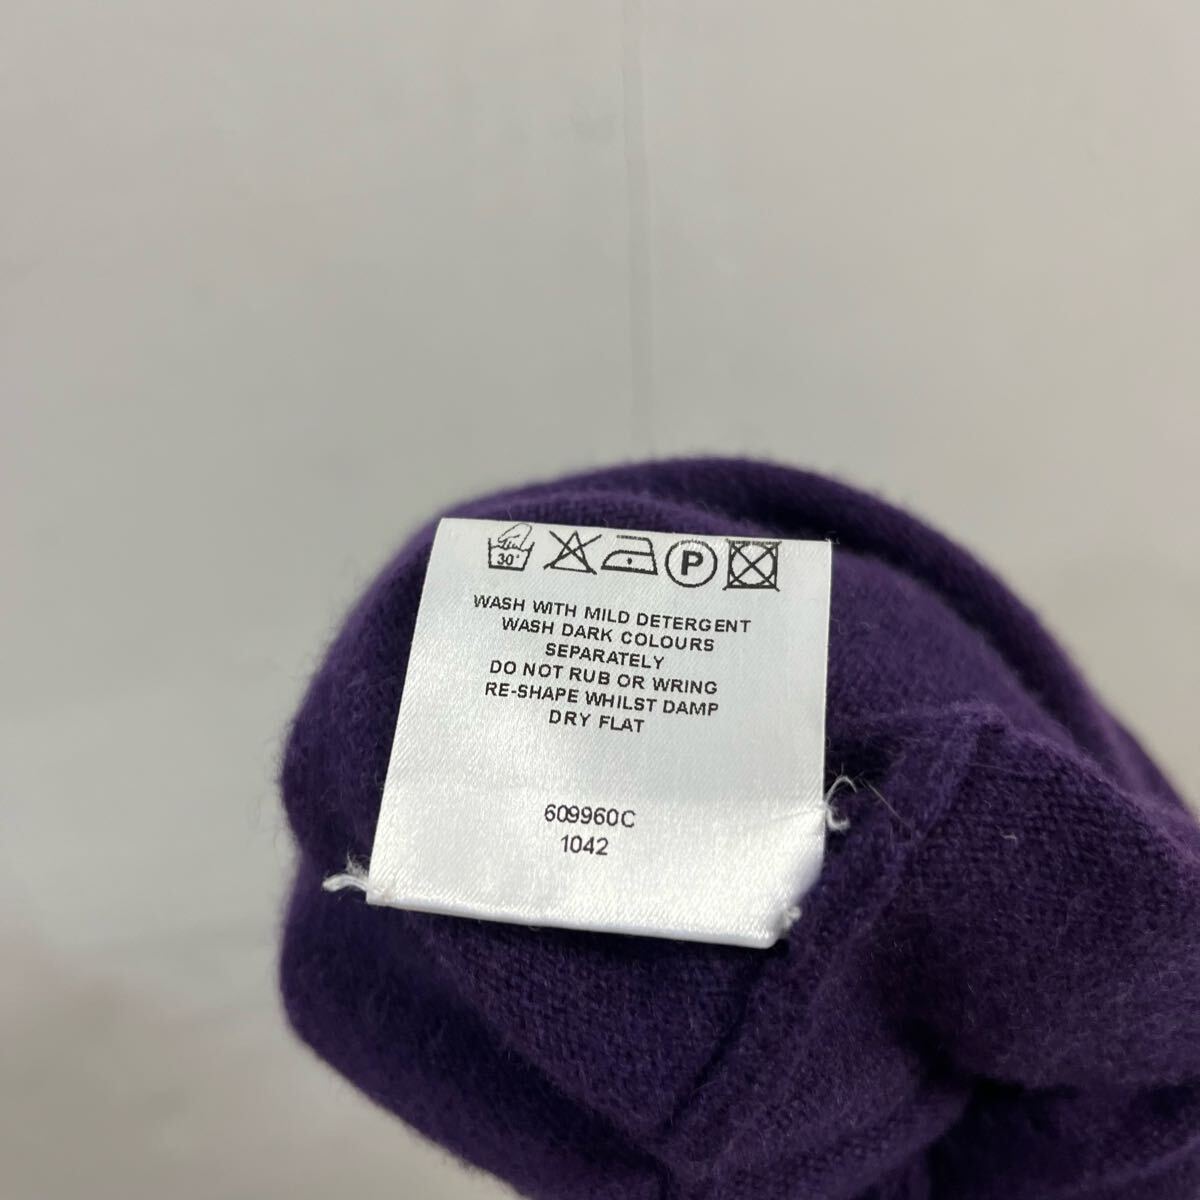 30°
P
WASH WITH MILD DETERGENT
WASH DARK COLOURS
SEPARATELY
DO NOT RUB OR WRING
RE-SHAPE WHILST DAMP
DRY FLAT
609960C
1042